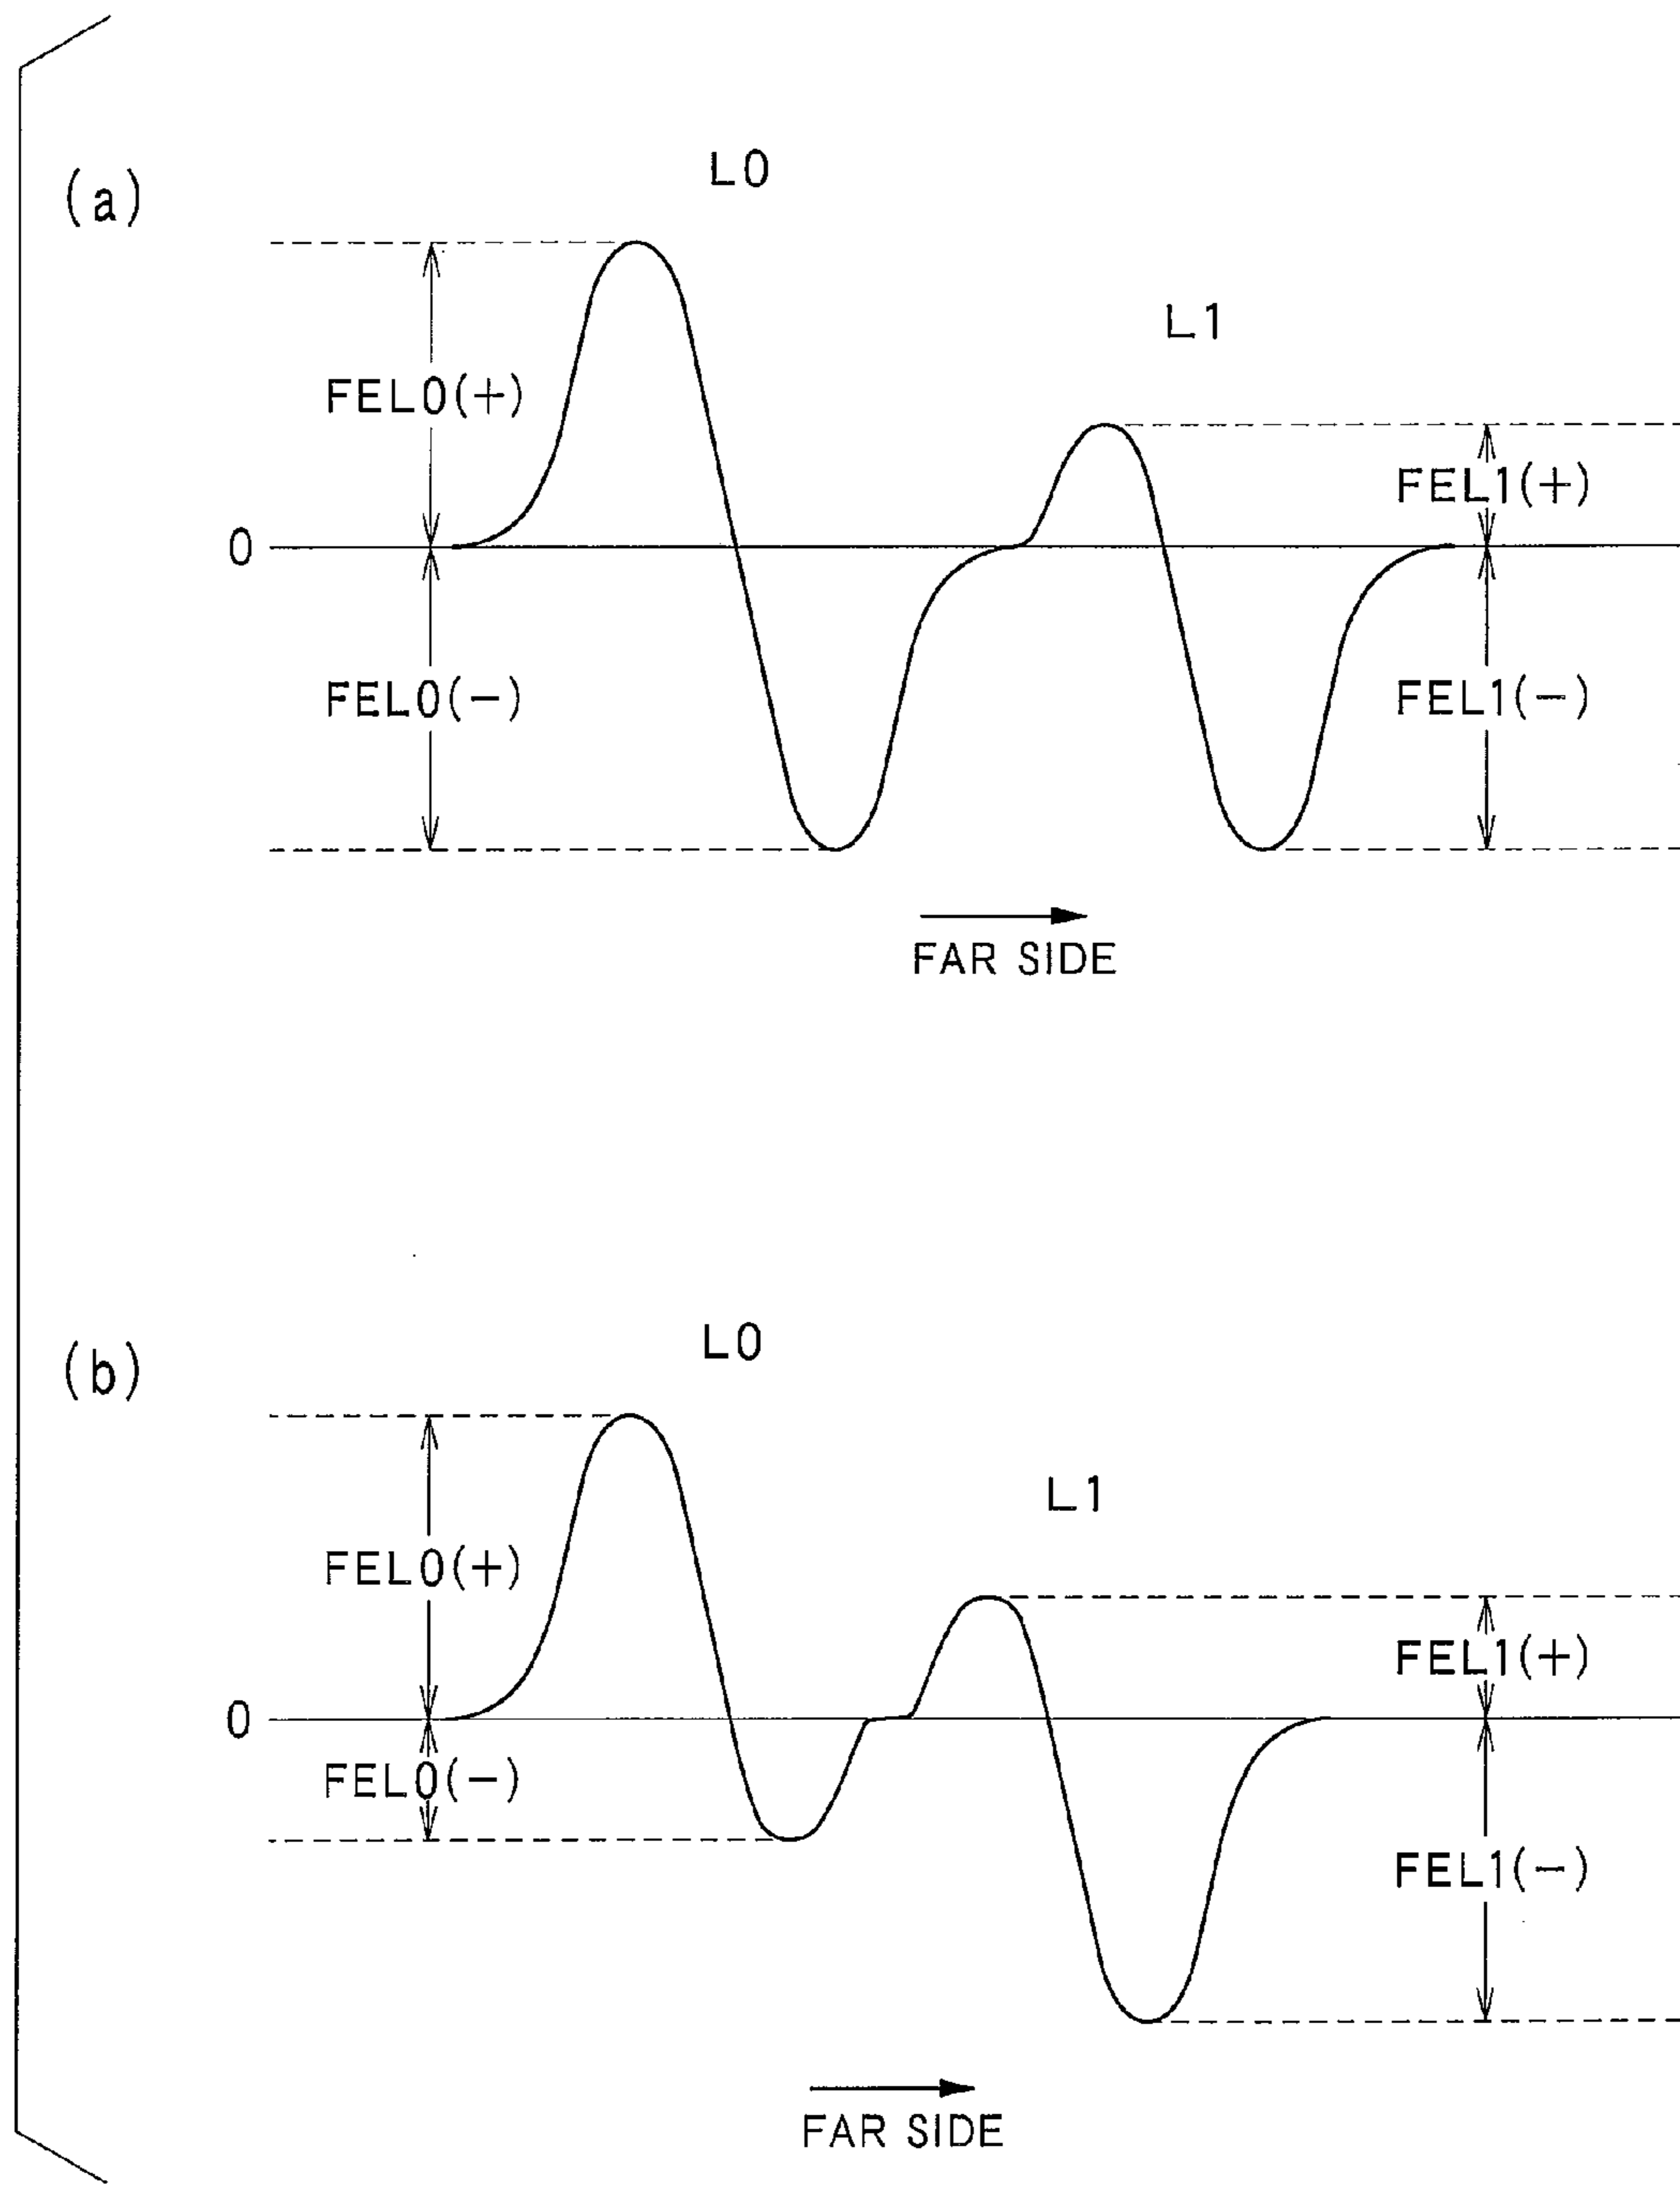 (a)
L0
L1
FEL0(+)
FEL1(+)
0
FEL0(-)
FEL1(-)
FAR SIDE
(b)
L0
L1
FEL0(+)
FEL1(+)
0
FEL0(-)
FEL1(-)
FAR SIDE